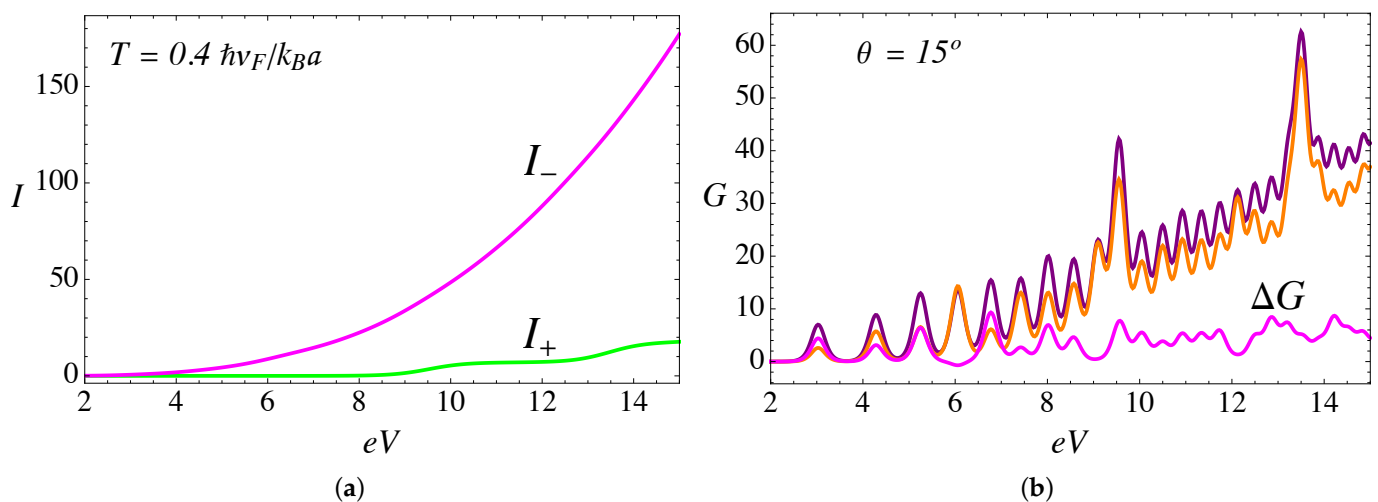 T = 0.4 ħv_F/k_Ba
I
150
100
50
0
I_−
I_+
2 4 6 8 10 12 14
eV
(a)
θ = 15°
G
60
50
40
30
20
10
0
ΔG
2 4 6 8 10 12 14
eV
(b)